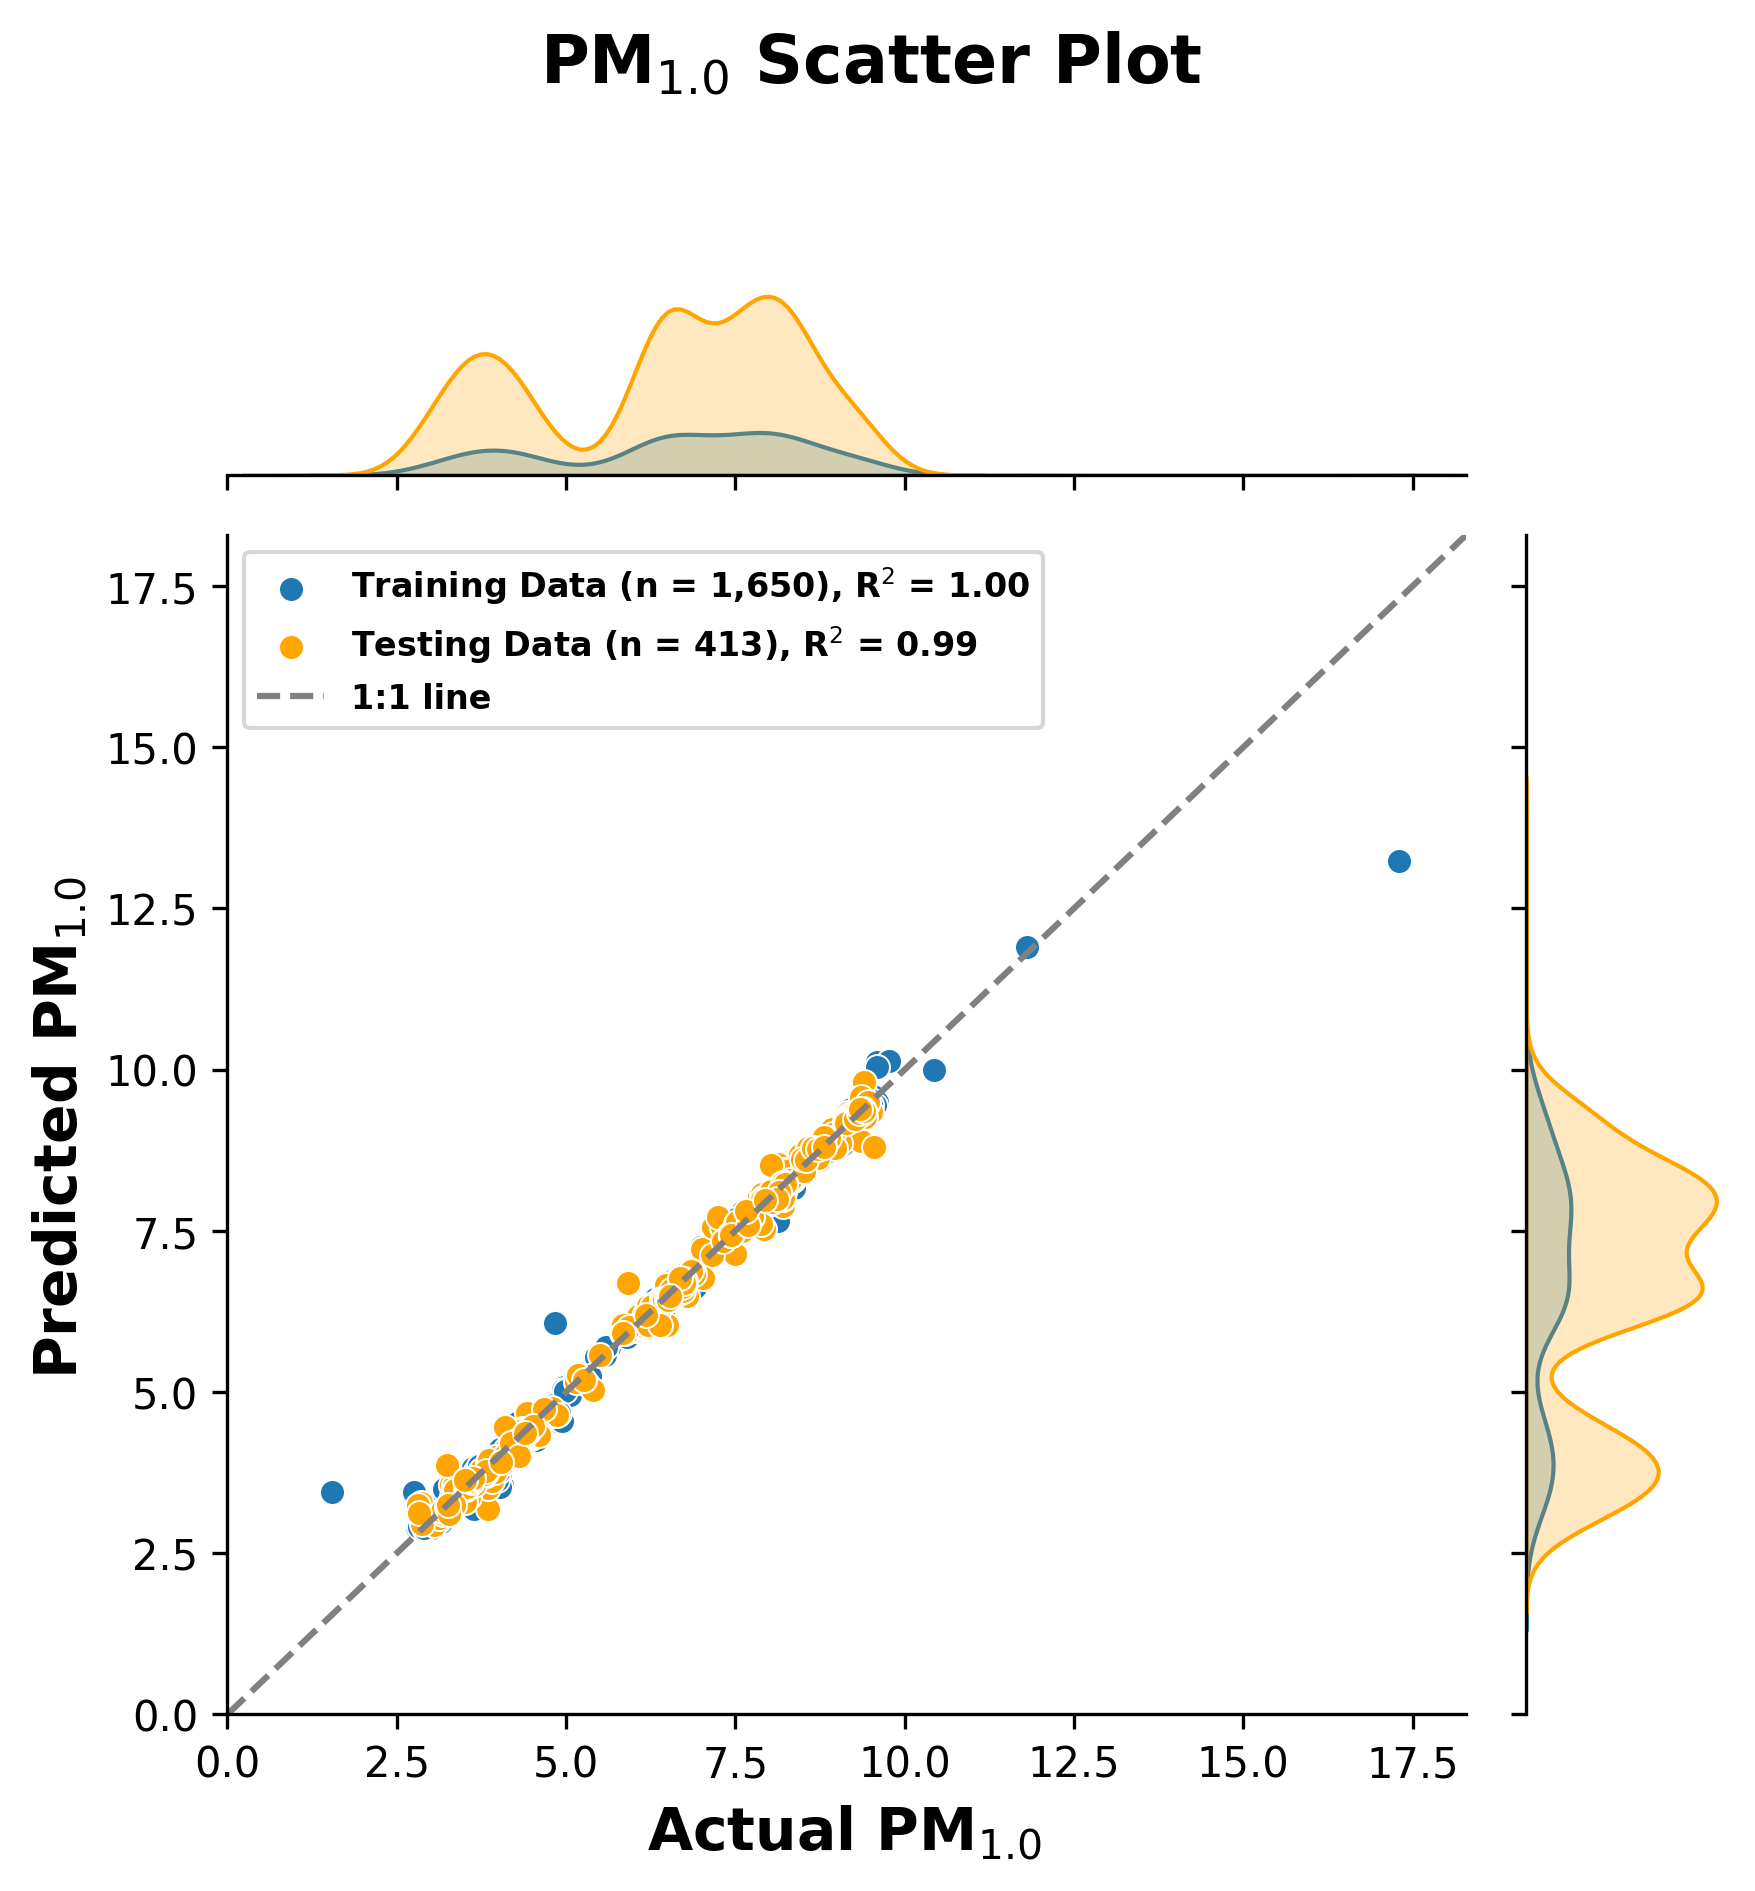 PM₁.₀ Scatter Plot
Training Data (n = 1,650), R² = 1.00
Testing Data (n = 413), R² = 0.99
1:1 line
Predicted PM₁.₀
17.5
15.0
12.5
10.0
7.5
5.0
2.5
0.0
0.0 2.5 5.0 7.5 10.0 12.5 15.0 17.5
Actual PM₁.₀